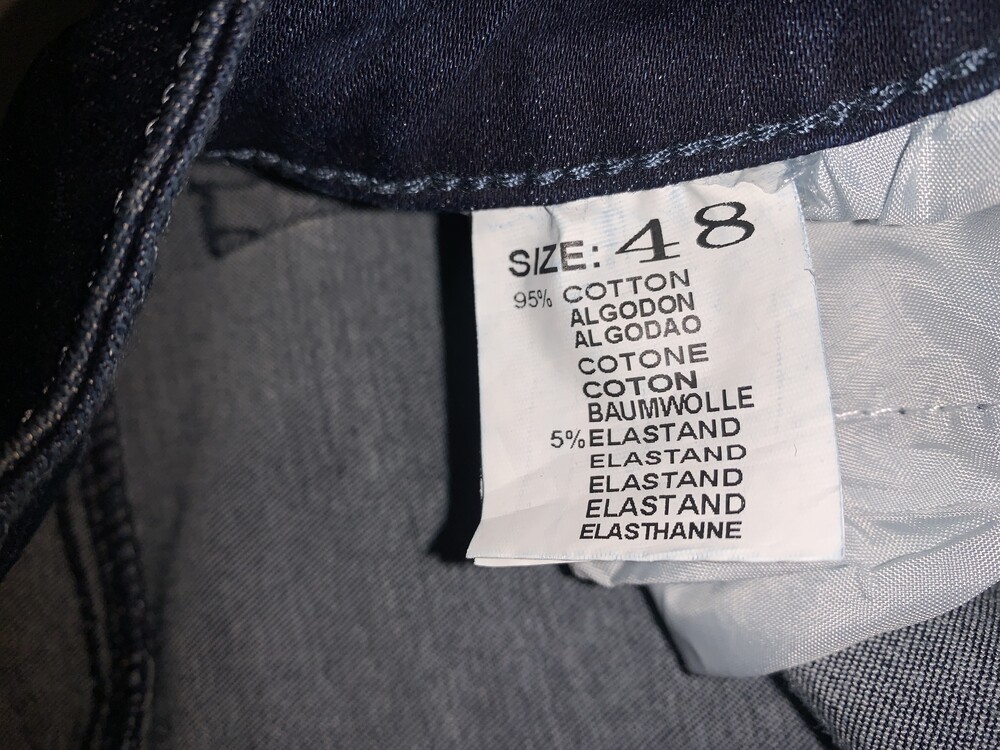 SIZE: 48
95% COTTON
ALGODON
ALGODAO
COTONE
COTON
BAUMWOLLE
5% ELASTAND
ELASTAND
ELASTAND
ELASTAND
ELASTHANNE